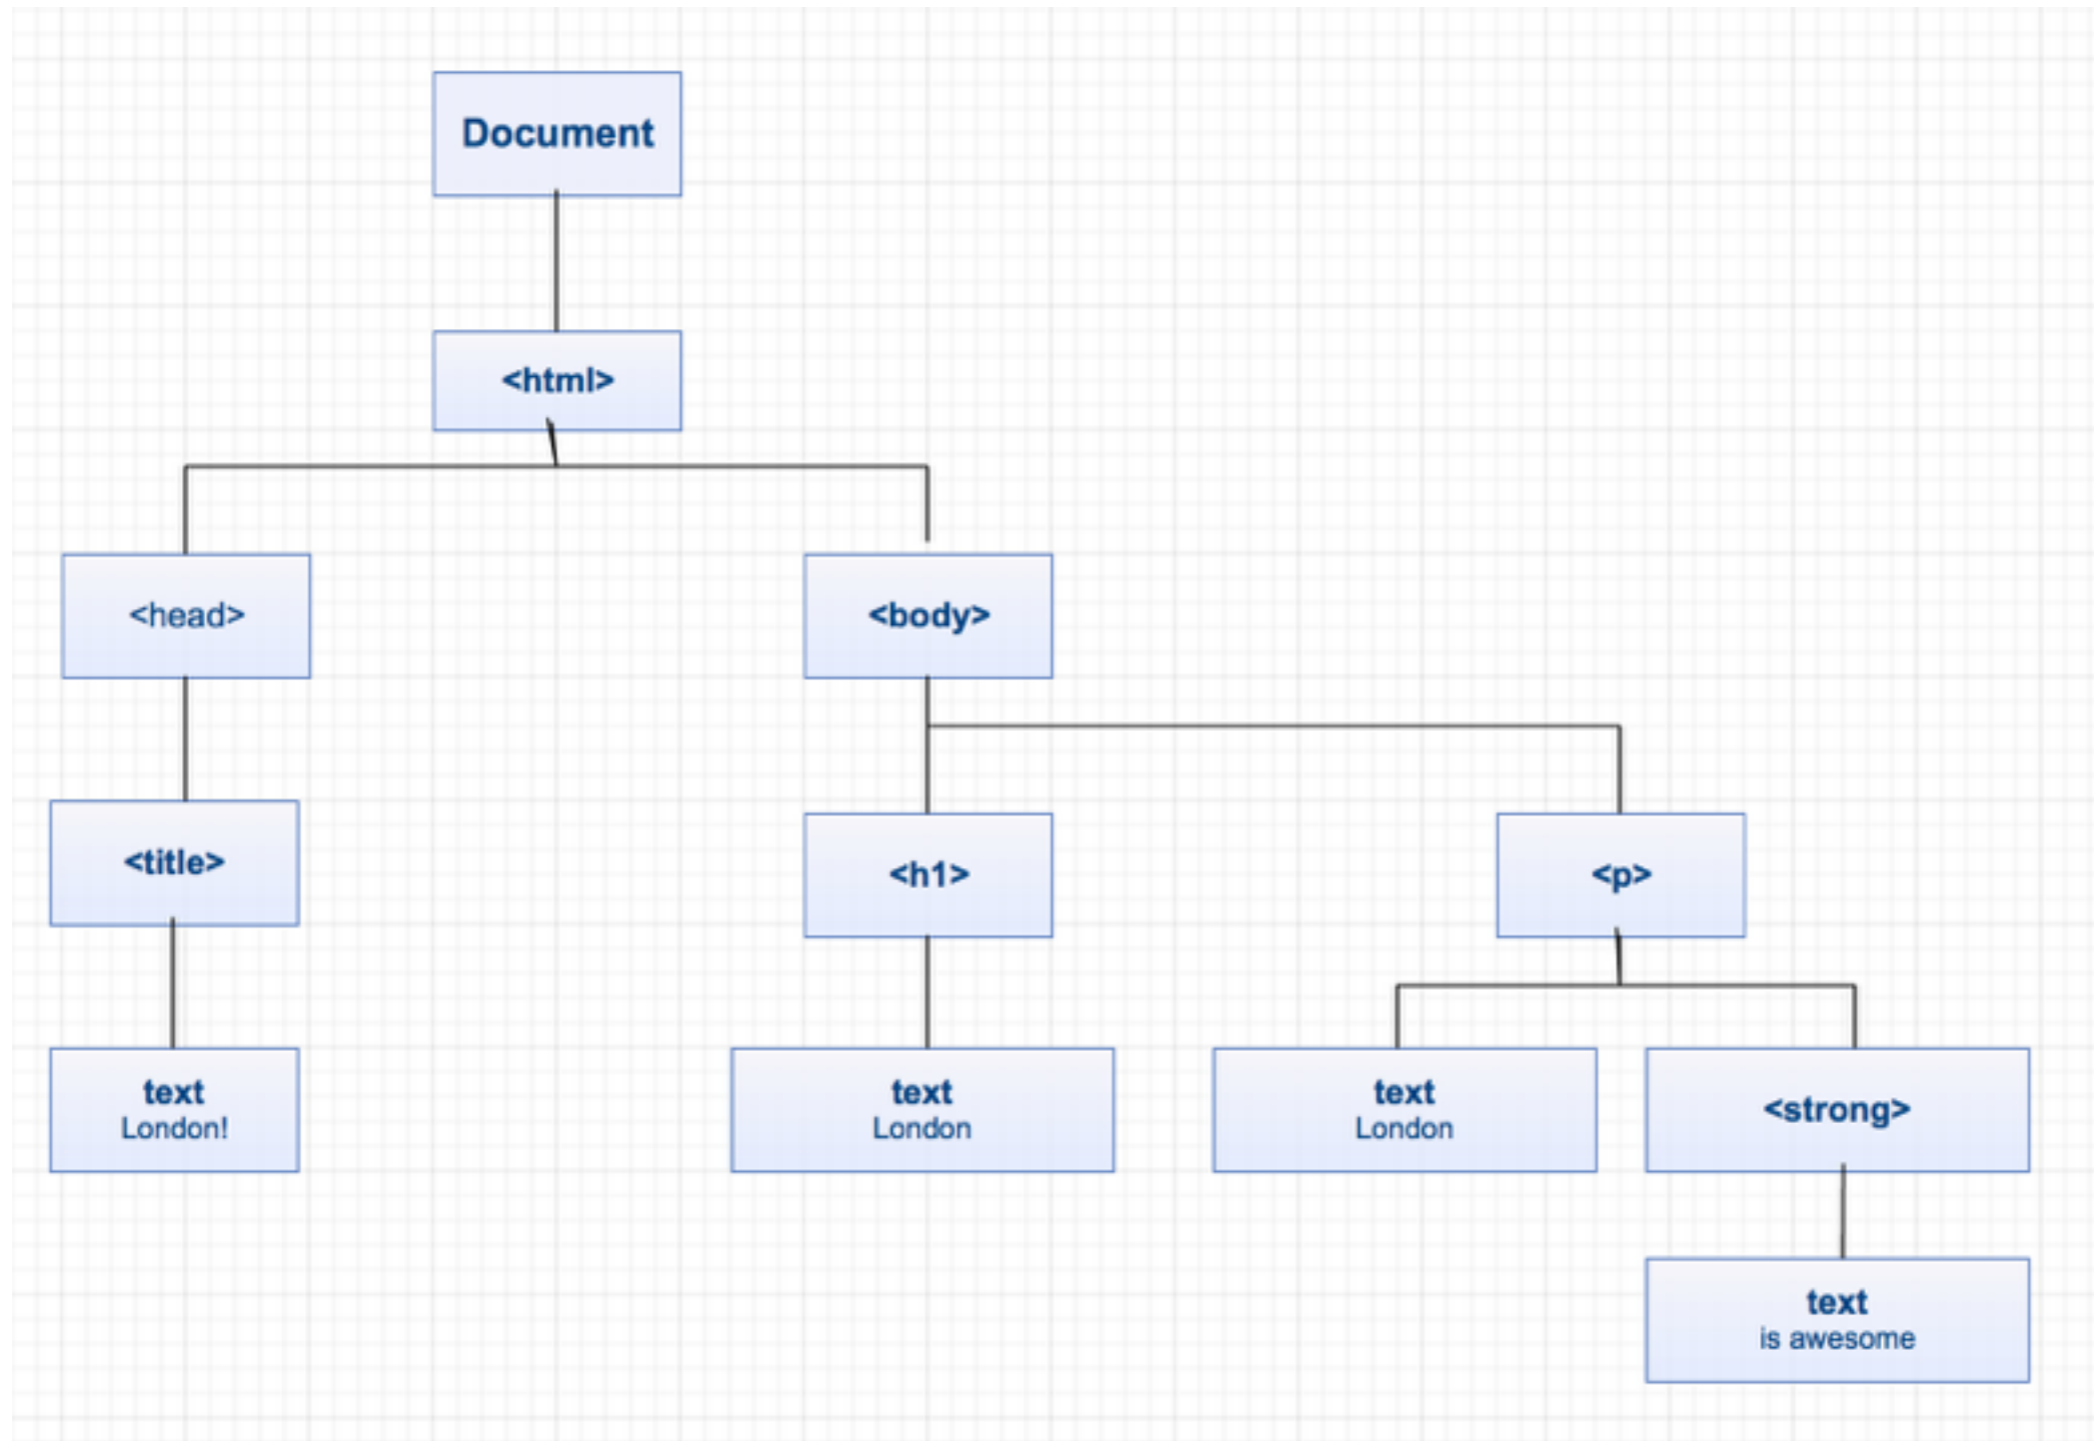 Document
<html>
<head>
<body>
<title>
<h1>
<p>
text
London!
text
London
text
London
<strong>
text
is awesome